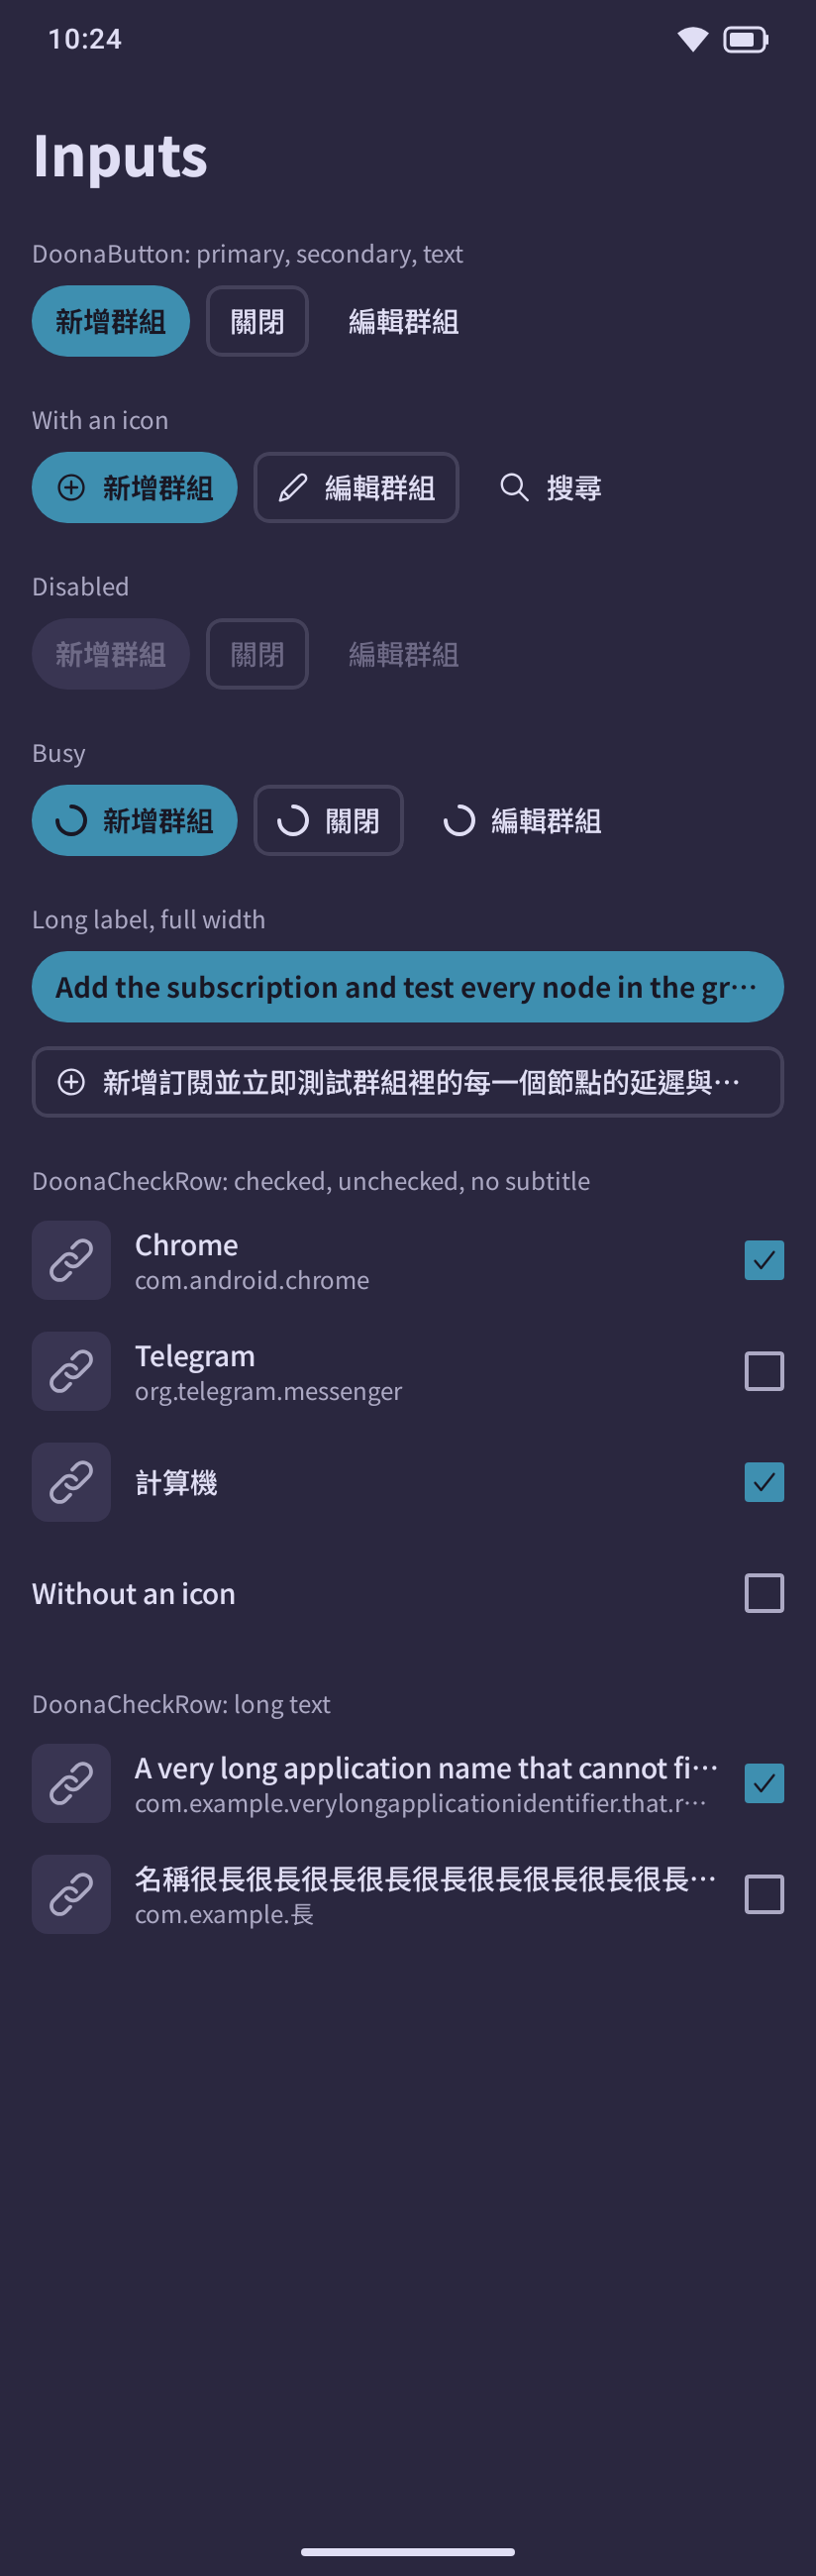 10:24
Inputs
DoonaButton: primary, secondary, text
新增群組 關閉 編輯群組
With an icon
新增群組 編輯群組 搜尋
Disabled
新增群組 關閉 編輯群組
Busy
新增群組 關閉 編輯群組
Long label, full width
Add the subscription and test every node in the gr…
新增訂閱並立即測試群組裡的每一個節點的延遲與…
DoonaCheckRow: checked, unchecked, no subtitle
Chrome
com.android.chrome
Telegram
org.telegram.messenger
計算機
Without an icon
DoonaCheckRow: long text
A very long application name that cannot fi…
com.example.verylongapplicationidentifier.that.r…
名稱很長很長很長很長很長很長很長很長很長很長…
com.example.長